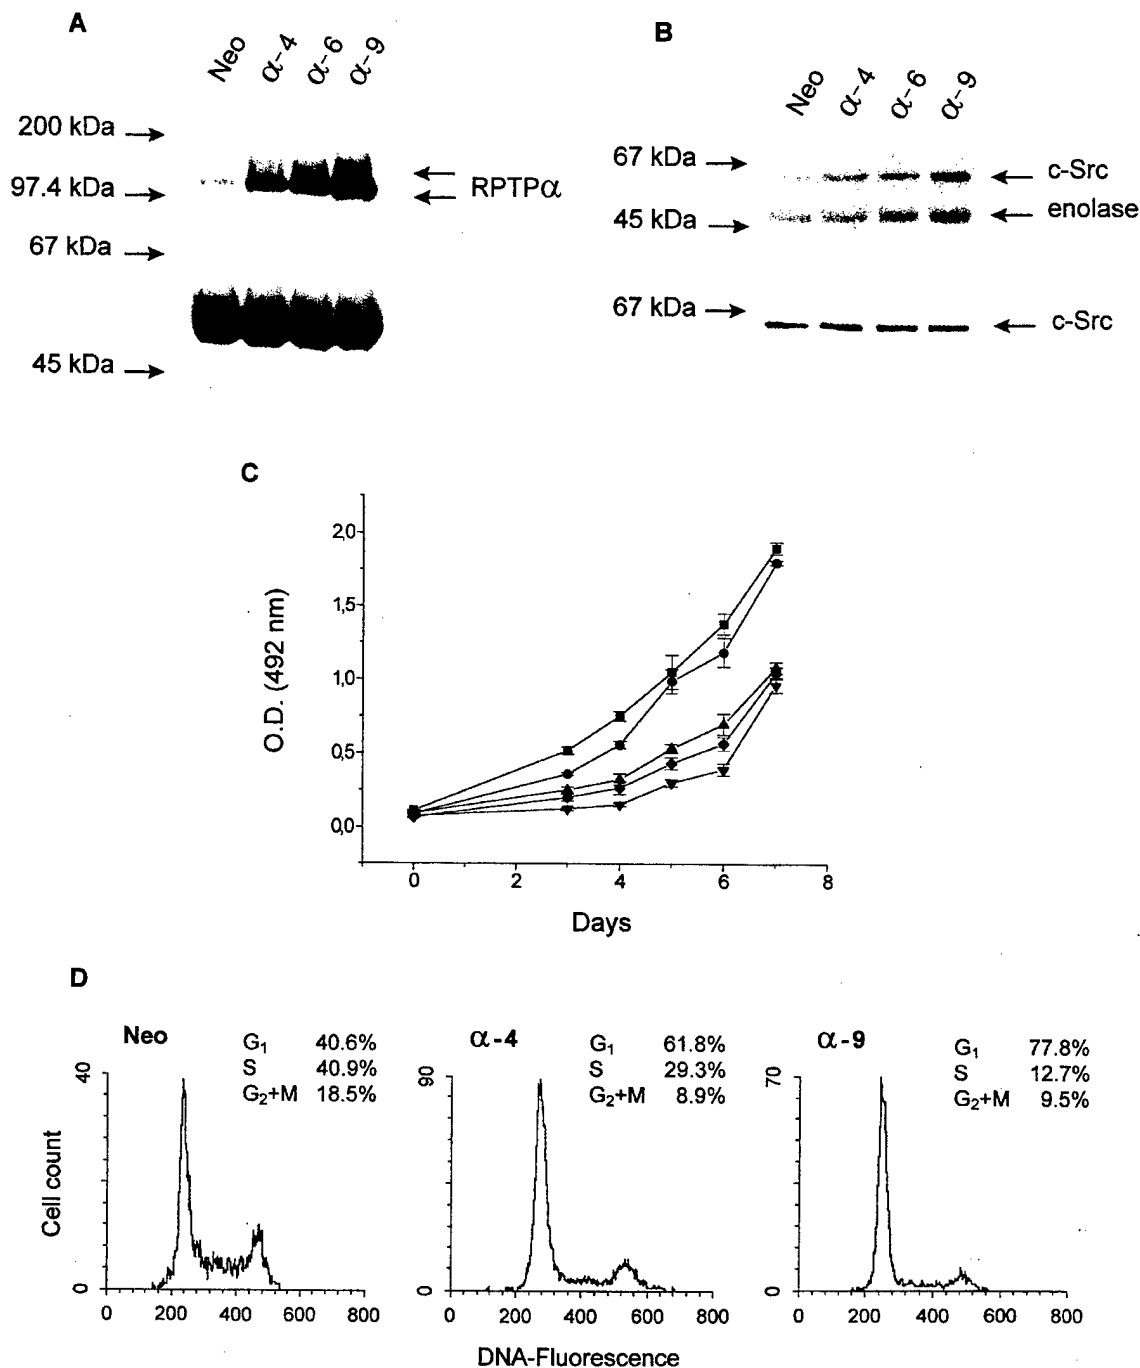 A
Neo α-4 α-6 α-9
200 kDa
97.4 kDa
RPTPα
67 kDa
45 kDa
B
Neo α-4 α-6 α-9
67 kDa
c-Src
45 kDa
enolase
67 kDa
c-Src
C
O.D. (492 nm)
2,0
1,5
1,0
0,5
0,0
0 2 4 6 8
Days
D
Neo
G₁ 40.6%
S 40.9%
G₂+M 18.5%
α-4
G₁ 61.8%
S 29.3%
G₂+M 8.9%
α-9
G₁ 77.8%
S 12.7%
G₂+M 9.5%
Cell count
40
0
0 200 400 600 800
90
0
0 200 400 600 800
70
0
0 200 400 600 800
DNA-Fluorescence